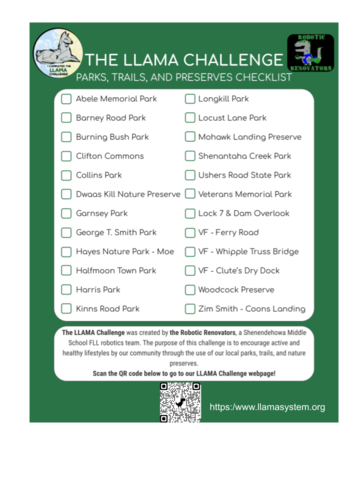 THE LLAMA CHALLENGE
PARKS, TRAILS, AND PRESERVES CHECKLIST
LLAMA
ROBOTIC
RENOVATORS
Abele Memorial Park
Barney Road Park
Burning Bush Park
Clifton Commons
Collins Park
Dwaas Kill Nature Preserve
Garnsey Park
George T. Smith Park
Hayes Nature Park - Moe
Halfmoon Town Park
Harris Park
Kinns Road Park
Longkill Park
Locust Lane Park
Mohawk Landing Preserve
Shenantaha Creek Park
Ushers Road State Park
Veterans Memorial Park
Lock 7 & Dam Overlook
VF - Ferry Road
VF - Whipple Truss Bridge
VF - Clute's Dry Dock
Woodcock Preserve
Zim Smith - Coons Landing
The LLAMA Challenge was created by the Robotic Renovators, a Shenendehowa Middle
School FLL robotics team. The purpose of this challenge is to encourage active and
healthy lifestyles by our community through the use of our local parks, trails, and nature
preserves.
Scan the QR code below to go to our LLAMA Challenge webpage!
https:/www.llamasystem.org